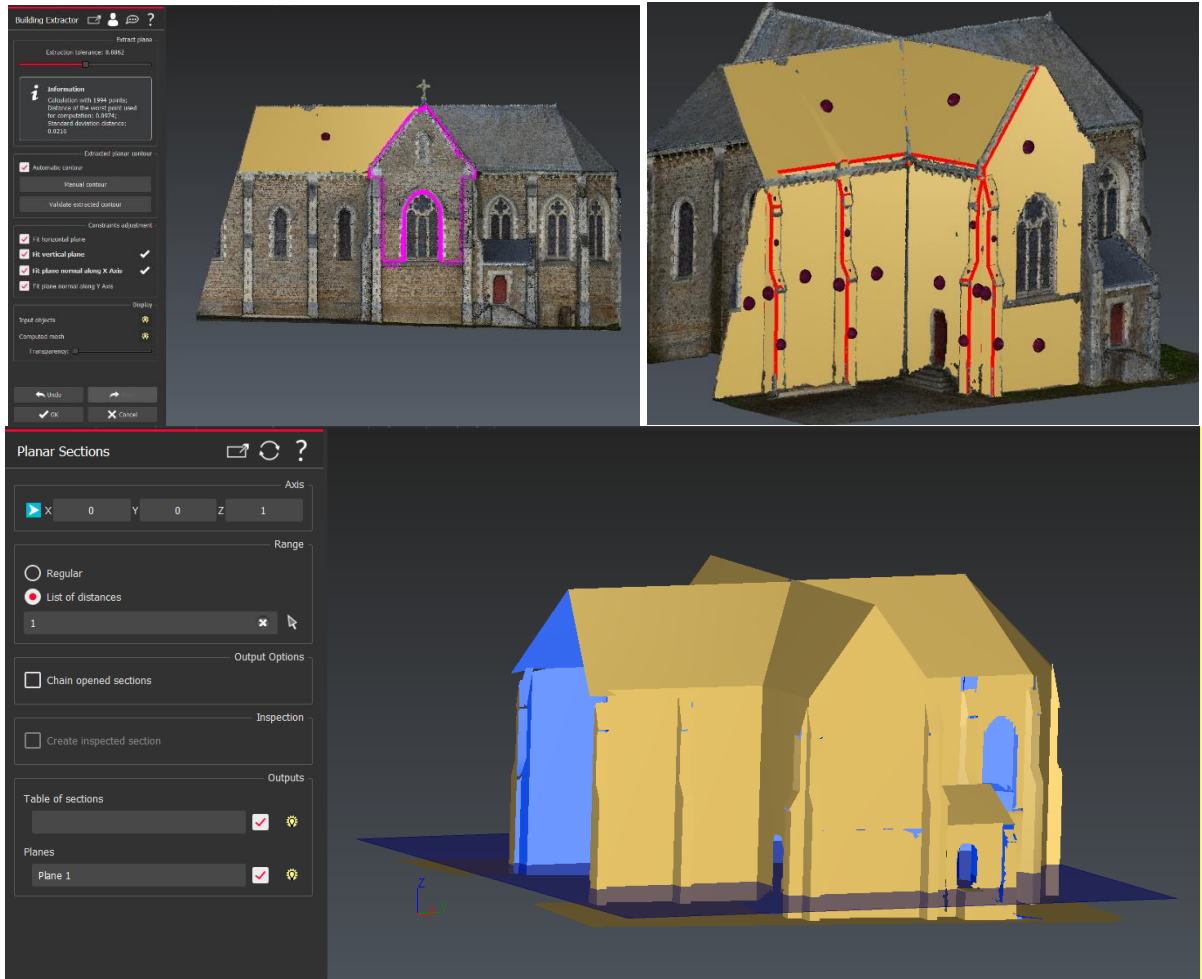 Building Extractor
?
Extract plane
Extraction tolerance: 0.0862
Information
Calculation with 1994 points;
Distance of the worst point used
for computation: 0.0974;
Standard deviation distance:
0.0216
Extracted planar contour
Automatic contour
Manual contour
Validate extracted contour
Constraints adjustment
Fit horizontal plane
Fit vertical plane
Fit plane normal along X Axis
Fit plane normal along Y Axis
Display
Input objects
Computed mesh
Transparency:
Undo
OK
Cancel
Planar Sections
?
Axis
X 0 Y 0 Z 1
Range
Regular
List of distances
1
Output Options
Chain opened sections
Inspection
Create inspected section
Outputs
Table of sections
Planes
Plane 1
Z